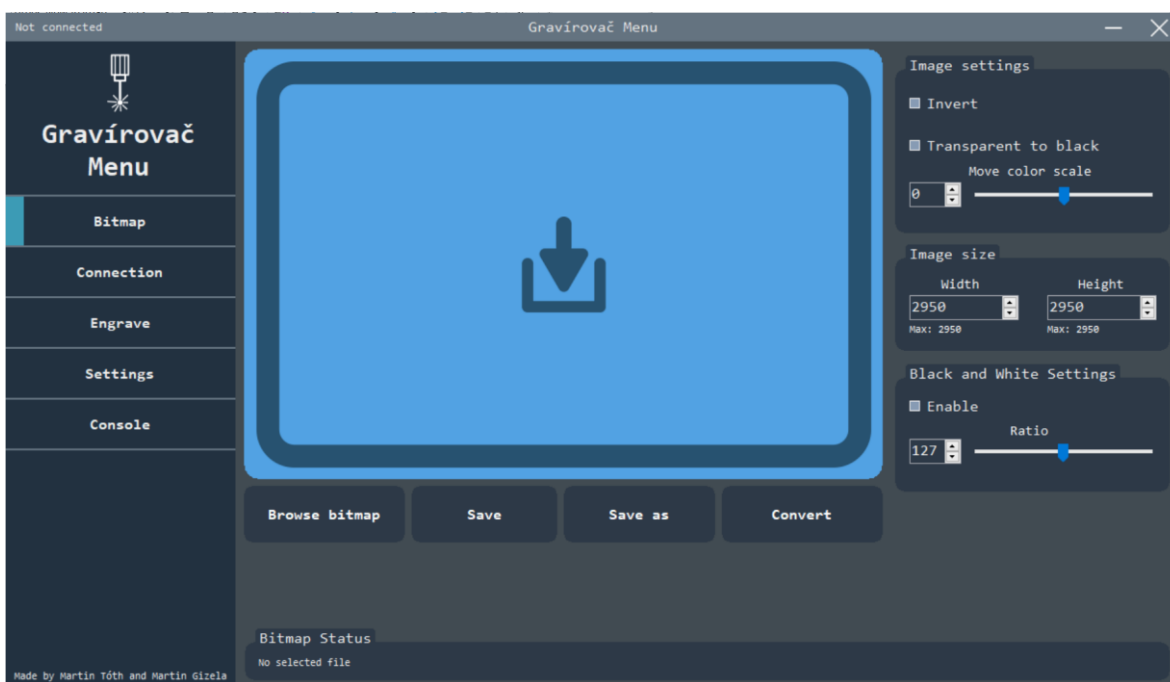 Not connected
Gravírovač Menu
Gravírovač
Menu
Bitmap
Connection
Engrave
Settings
Console
Made by Martin Tóth and Martin Gizela
Browse bitmap
Save
Save as
Convert
Bitmap Status
No selected file
Image settings
Invert
Transparent to black
Move color scale
0
Image size
Width Height
2950 2950
Max: 2950 Max: 2950
Black and White Settings
Enable
Ratio
127